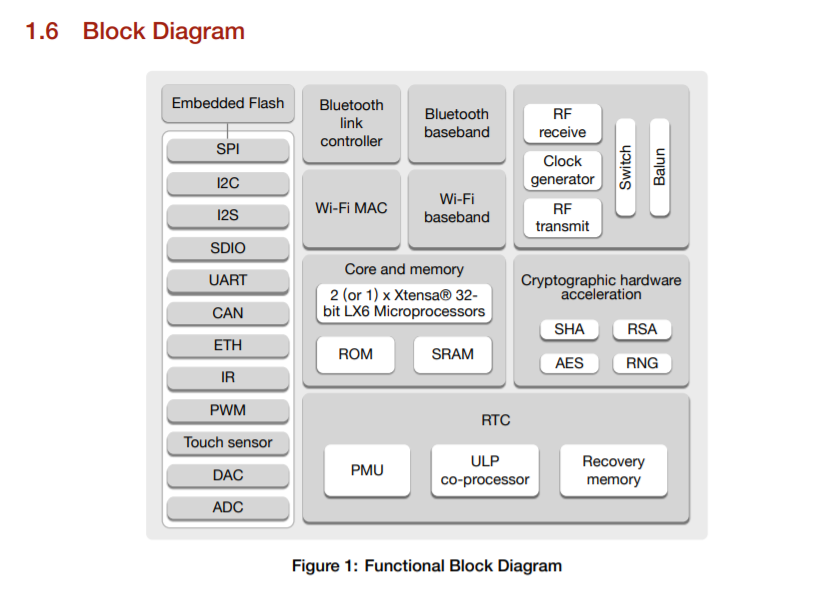 1.6 Block Diagram
Embedded Flash
SPI
I2C
I2S
SDIO
UART
CAN
ETH
IR
PWM
Touch sensor
DAC
ADC
Bluetooth
link
controller
Bluetooth
baseband
Wi-Fi MAC
Wi-Fi
baseband
RF
receive
Clock
generator
RF
transmit
Switch
Balun
Core and memory
2 (or 1) x Xtensa® 32-
bit LX6 Microprocessors
ROM
SRAM
Cryptographic hardware
acceleration
SHA
RSA
AES
RNG
RTC
PMU
ULP
co-processor
Recovery
memory
Figure 1: Functional Block Diagram